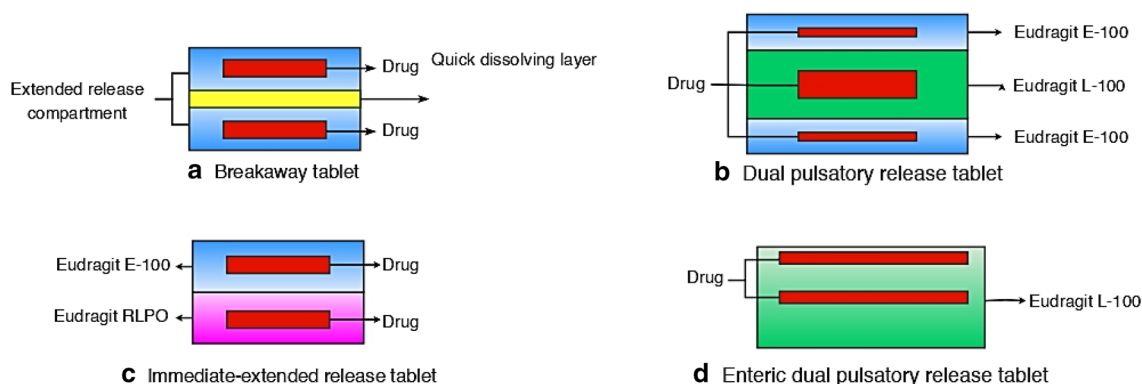 Extended release
compartment
Drug
Quick dissolving layer
Drug
a Breakaway tablet
Drug
Eudragit E-100
Eudragit L-100
Eudragit E-100
b Dual pulsatory release tablet
Eudragit E-100
Drug
Eudragit RLPO
Drug
c Immediate-extended release tablet
Drug
Eudragit L-100
d Enteric dual pulsatory release tablet